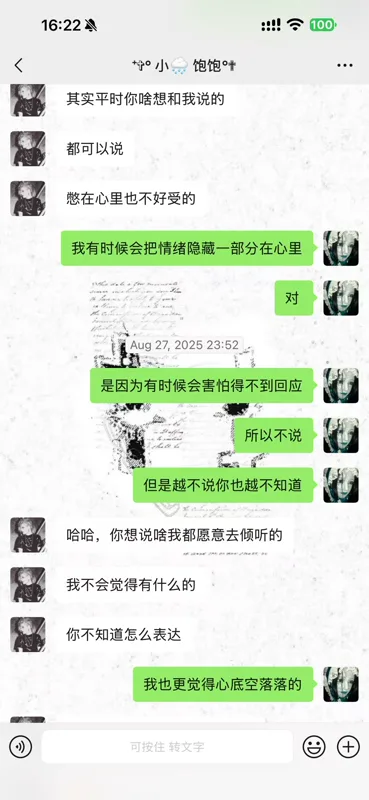 16:22
100
小🌧️饱饱
其实平时你啥想和我说的
都可以说
憋在心里也不好受的
我有时候会把情绪隐藏一部分在心里
对
Aug 27, 2025 23:52
是因为有时候会害怕得不到回应
所以不说
但是越不说你也越不知道
哈哈，你想说啥我都愿意去倾听的
我不会觉得有什么的
你不知道怎么表达
我也更觉得心底空落落的
可按住 转文字